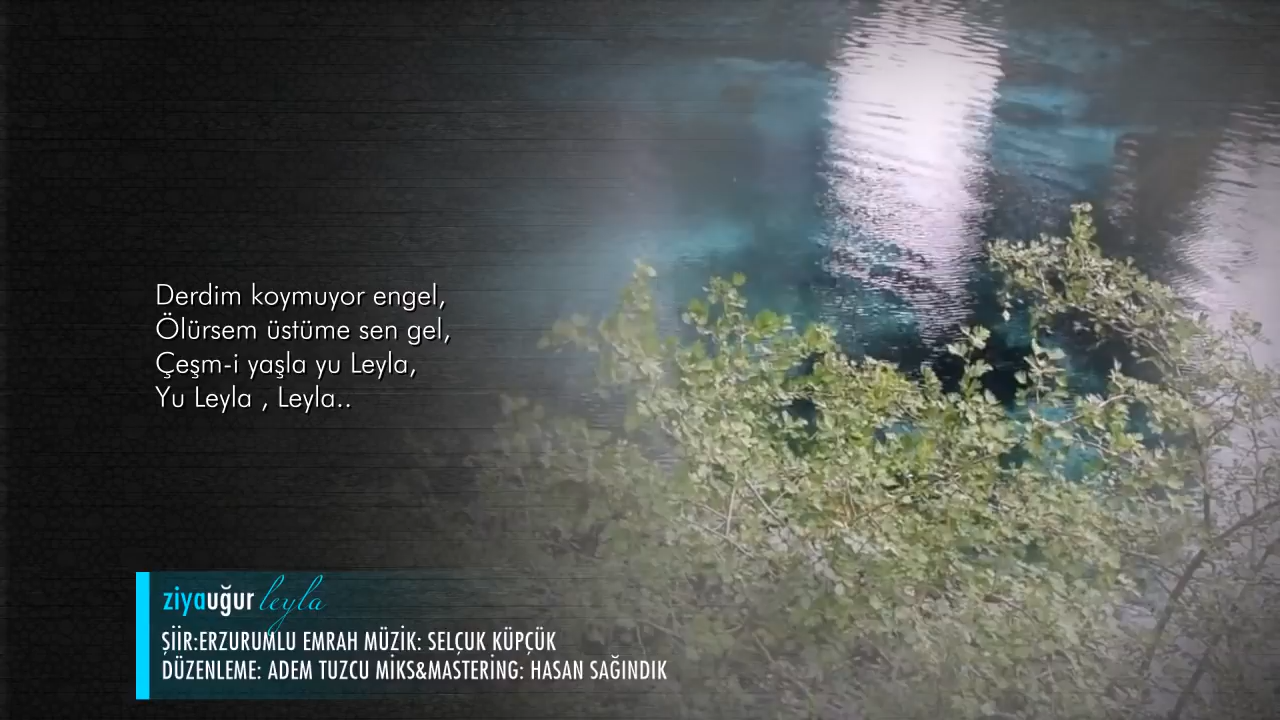 Derdim koymuyor engel,
Ölürsem üstüme sen gel,
Çeşm-i yaşla yu Leyla,
Yu Leyla , Leyla..
ziyauğur leyla
ŞİİR:ERZURUMLU EMRAH MÜZİK: SELÇUK KÜPÇÜK
DÜZENLEME: ADEM TUZCU MİKS&MASTERİNG: HASAN SAĞINDIK